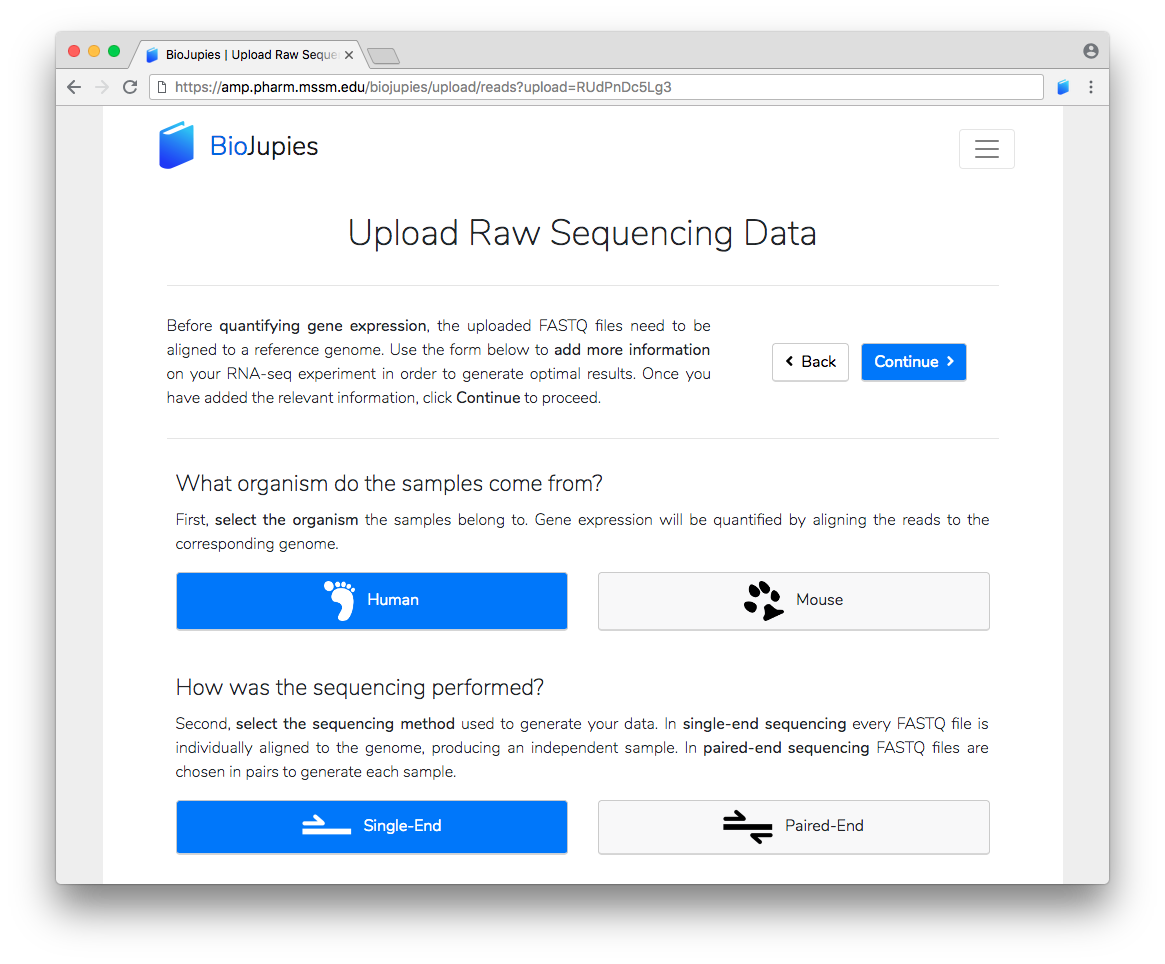 BioJupies | Upload Raw Seque
https://amp.pharm.mssm.edu/biojupies/upload/reads?upload=RUdPnDc5Lg3
BioJupies
Upload Raw Sequencing Data
Before quantifying gene expression, the uploaded FASTQ files need to be
aligned to a reference genome. Use the form below to add more information
on your RNA-seq experiment in order to generate optimal results. Once you
have added the relevant information, click Continue to proceed.
Back
Continue
What organism do the samples come from?
First, select the organism the samples belong to. Gene expression will be quantified by aligning the reads to the
corresponding genome.
Human
Mouse
How was the sequencing performed?
Second, select the sequencing method used to generate your data. In single-end sequencing every FASTQ file is
individually aligned to the genome, producing an independent sample. In paired-end sequencing FASTQ files are
chosen in pairs to generate each sample.
Single-End
Paired-End